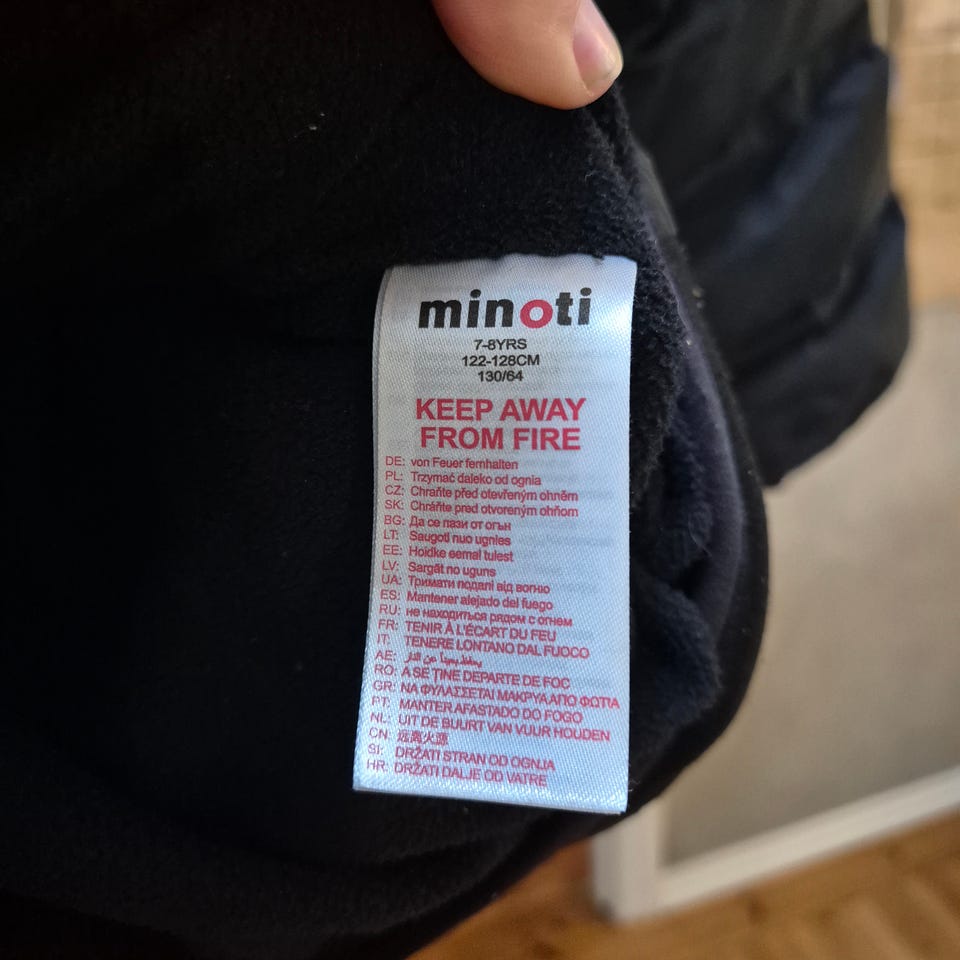 minoti
7-8YRS
122-128CM
130/64
KEEP AWAY
FROM FIRE
DE: von Feuer fernhalten
PL: Trzymać daleko od ognia
CZ: Chraňte před otevřeným ohněm
SK: Chráňte pred otvoreným ohňom
BG: Да се пази от огън
LT: Saugoti nuo ugnies
EE: Hoidke eemal tulest
LV: Sargāt no uguns
UA: Тримати подалі від вогню
ES: Mantener alejado del fuego
RU: не находиться рядом с огнем
FR: TENIR À L'ÉCART DU FEU
IT: TENERE LONTANO DAL FUOCO
AE: يحفظ بعيداً عن النار
RO: A SE ȚINE DEPARTE DE FOC
GR: ΝΑ ΦΥΛΑΣΣΕΤΑΙ ΜΑΚΡΥΑ ΑΠΟ ΦΩΤΙΑ
PT: MANTER AFASTADO DO FOGO
NL: UIT DE BUURT VAN VUUR HOUDEN
CN: 远离火源
SI: DRŽATI STRAN OD OGNJA
HR: DRŽATI DALJE OD VATRE